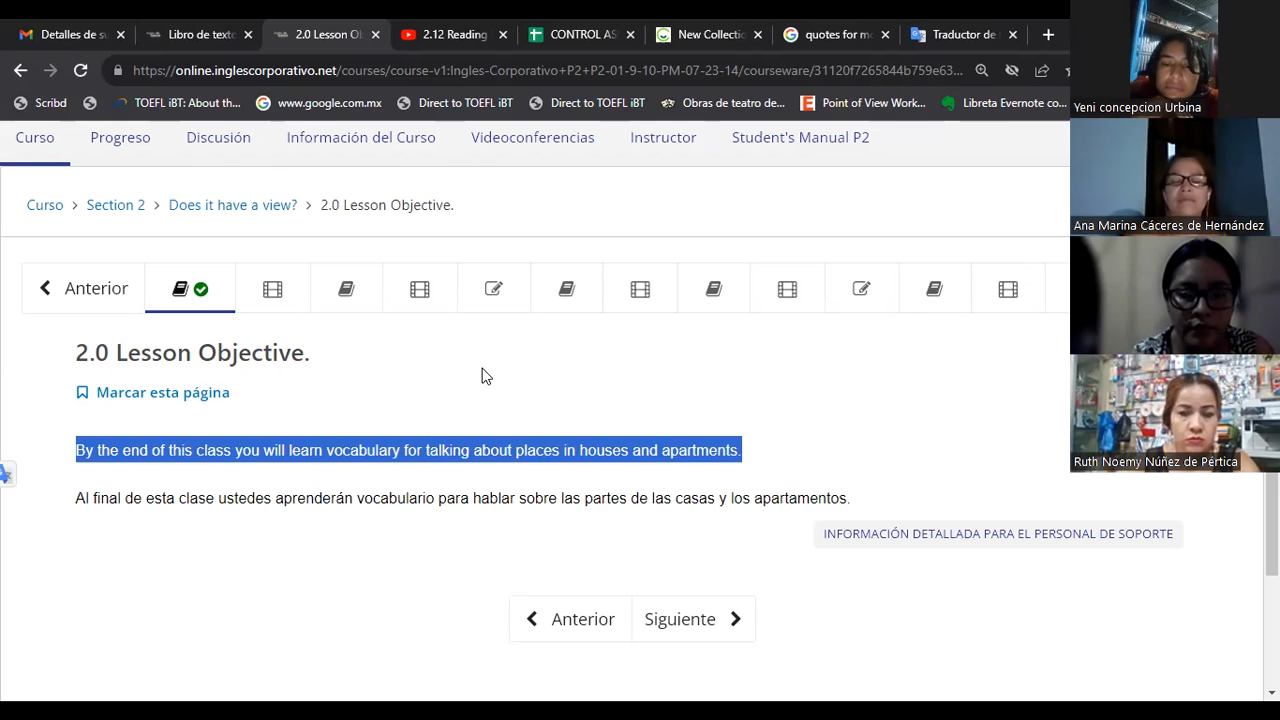 Detalles de su
Libro de texto
2.0 Lesson Ob
2.12 Reading
CONTROL AS
New Collectio
quotes for mo
Traductor de
https://online.inglescorporativo.net/courses/course-v1:Ingles-Corporativo+P2+P2-01-9-10-PM-07-23-14/courseware/31120f7265844b759e63...
Scribd
TOEFL iBT: About th...
www.google.com.mx
Direct to TOEFL iBT
Direct to TOEFL iBT
Obras de teatro de...
Point of View Work...
Libreta Evernote co...
Curso
Progreso
Discusión
Información del Curso
Videoconferencias
Instructor
Student's Manual P2
Curso > Section 2 > Does it have a view? > 2.0 Lesson Objective.
Anterior
2.0 Lesson Objective.
Marcar esta página
By the end of this class you will learn vocabulary for talking about places in houses and apartments.
Al final de esta clase ustedes aprenderán vocabulario para hablar sobre las partes de las casas y los apartamentos.
INFORMACIÓN DETALLADA PARA EL PERSONAL DE SOPORTE
Anterior
Siguiente
Yeni concepcion Urbina
Ana Marina Cáceres de Hernández
Ruth Noemy Núñez de Pértica